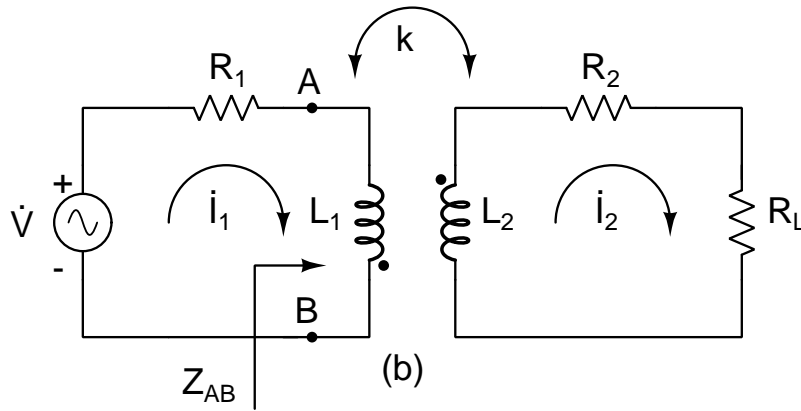 k
R₁
A
R₂
+
V̇
-
İ₁
L₁
L₂
İ₂
R_L
B
Z_AB
(b)